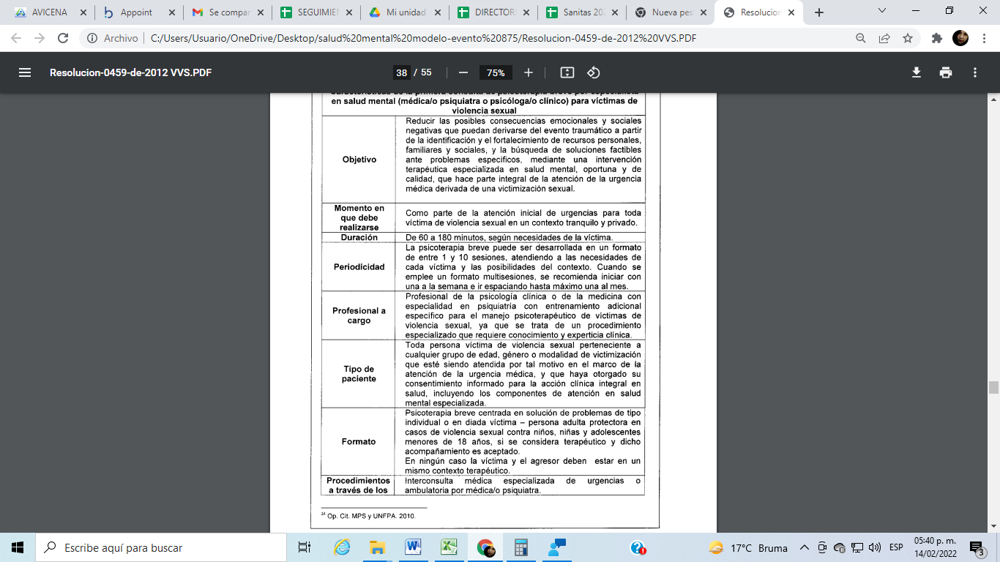 AVICENA
Appoint
Se compar
SEGUIMIEN
Mi unidad
DIRECTOR
Sanitas 202
Nueva pes
Resolucion
Archivo
C:/Users/Usuario/OneDrive/Desktop/salud%20mental%20modelo-evento%20875/Resolucion-0459-de-2012%20VVS.PDF
Resolucion-0459-de-2012 VVS.PDF
38 / 55
75%
Características de la primera consulta de psicoterapia breve por especialista
en salud mental (médica/o psiquiatra o psicóloga/o clínico) para víctimas de
violencia sexual
Objetivo
Reducir las posibles consecuencias emocionales y sociales
negativas que puedan derivarse del evento traumático a partir
de la identificación y el fortalecimiento de recursos personales,
familiares y sociales, y la búsqueda de soluciones factibles
ante problemas específicos, mediante una intervención
terapéutica especializada en salud mental, oportuna y de
calidad, que hace parte integral de la atención de la urgencia
médica derivada de una victimización sexual.
Momento en
que debe
realizarse
Como parte de la atención inicial de urgencias para toda
víctima de violencia sexual en un contexto tranquilo y privado.
Duración
De 60 a 180 minutos, según necesidades de la víctima.
Periodicidad
La psicoterapia breve puede ser desarrollada en un formato
de entre 1 y 10 sesiones, atendiendo a las necesidades de
cada víctima y las posibilidades del contexto. Cuando se
emplee un formato multisesiones, se recomienda iniciar con
una a la semana e ir espaciando hasta máximo una al mes.
Profesional a
cargo
Profesional de la psicología clínica o de la medicina con
especialidad en psiquiatría con entrenamiento adicional
específico para el manejo psicoterapéutico de víctimas de
violencia sexual, ya que se trata de un procedimiento
especializado que requiere conocimiento y experticia clínica.
Tipo de
paciente
Toda persona víctima de violencia sexual perteneciente a
cualquier grupo de edad, género o modalidad de victimización
que esté siendo atendida por tal motivo en el marco de la
atención de la urgencia médica, y que haya otorgado su
consentimiento informado para la acción clínica integral en
salud, incluyendo los componentes de atención en salud
mental especializada.
Formato
Psicoterapia breve centrada en solución de problemas de tipo
individual o en diada víctima – persona adulta protectora en
casos de violencia sexual contra niños, niñas y adolescentes
menores de 18 años, si se considera terapéutico y dicho
acompañamiento es aceptado.
En ningún caso la víctima y el agresor deben estar en un
mismo contexto terapéutico.
Procedimientos
a través de los
Interconsulta médica especializada de urgencias o
ambulatoria por médica/o psiquiatra.
24 Op. Cit. MPS y UNFPA. 2010.
Escribe aquí para buscar
17°C Bruma
ESP
05:40 p. m.
14/02/2022
3